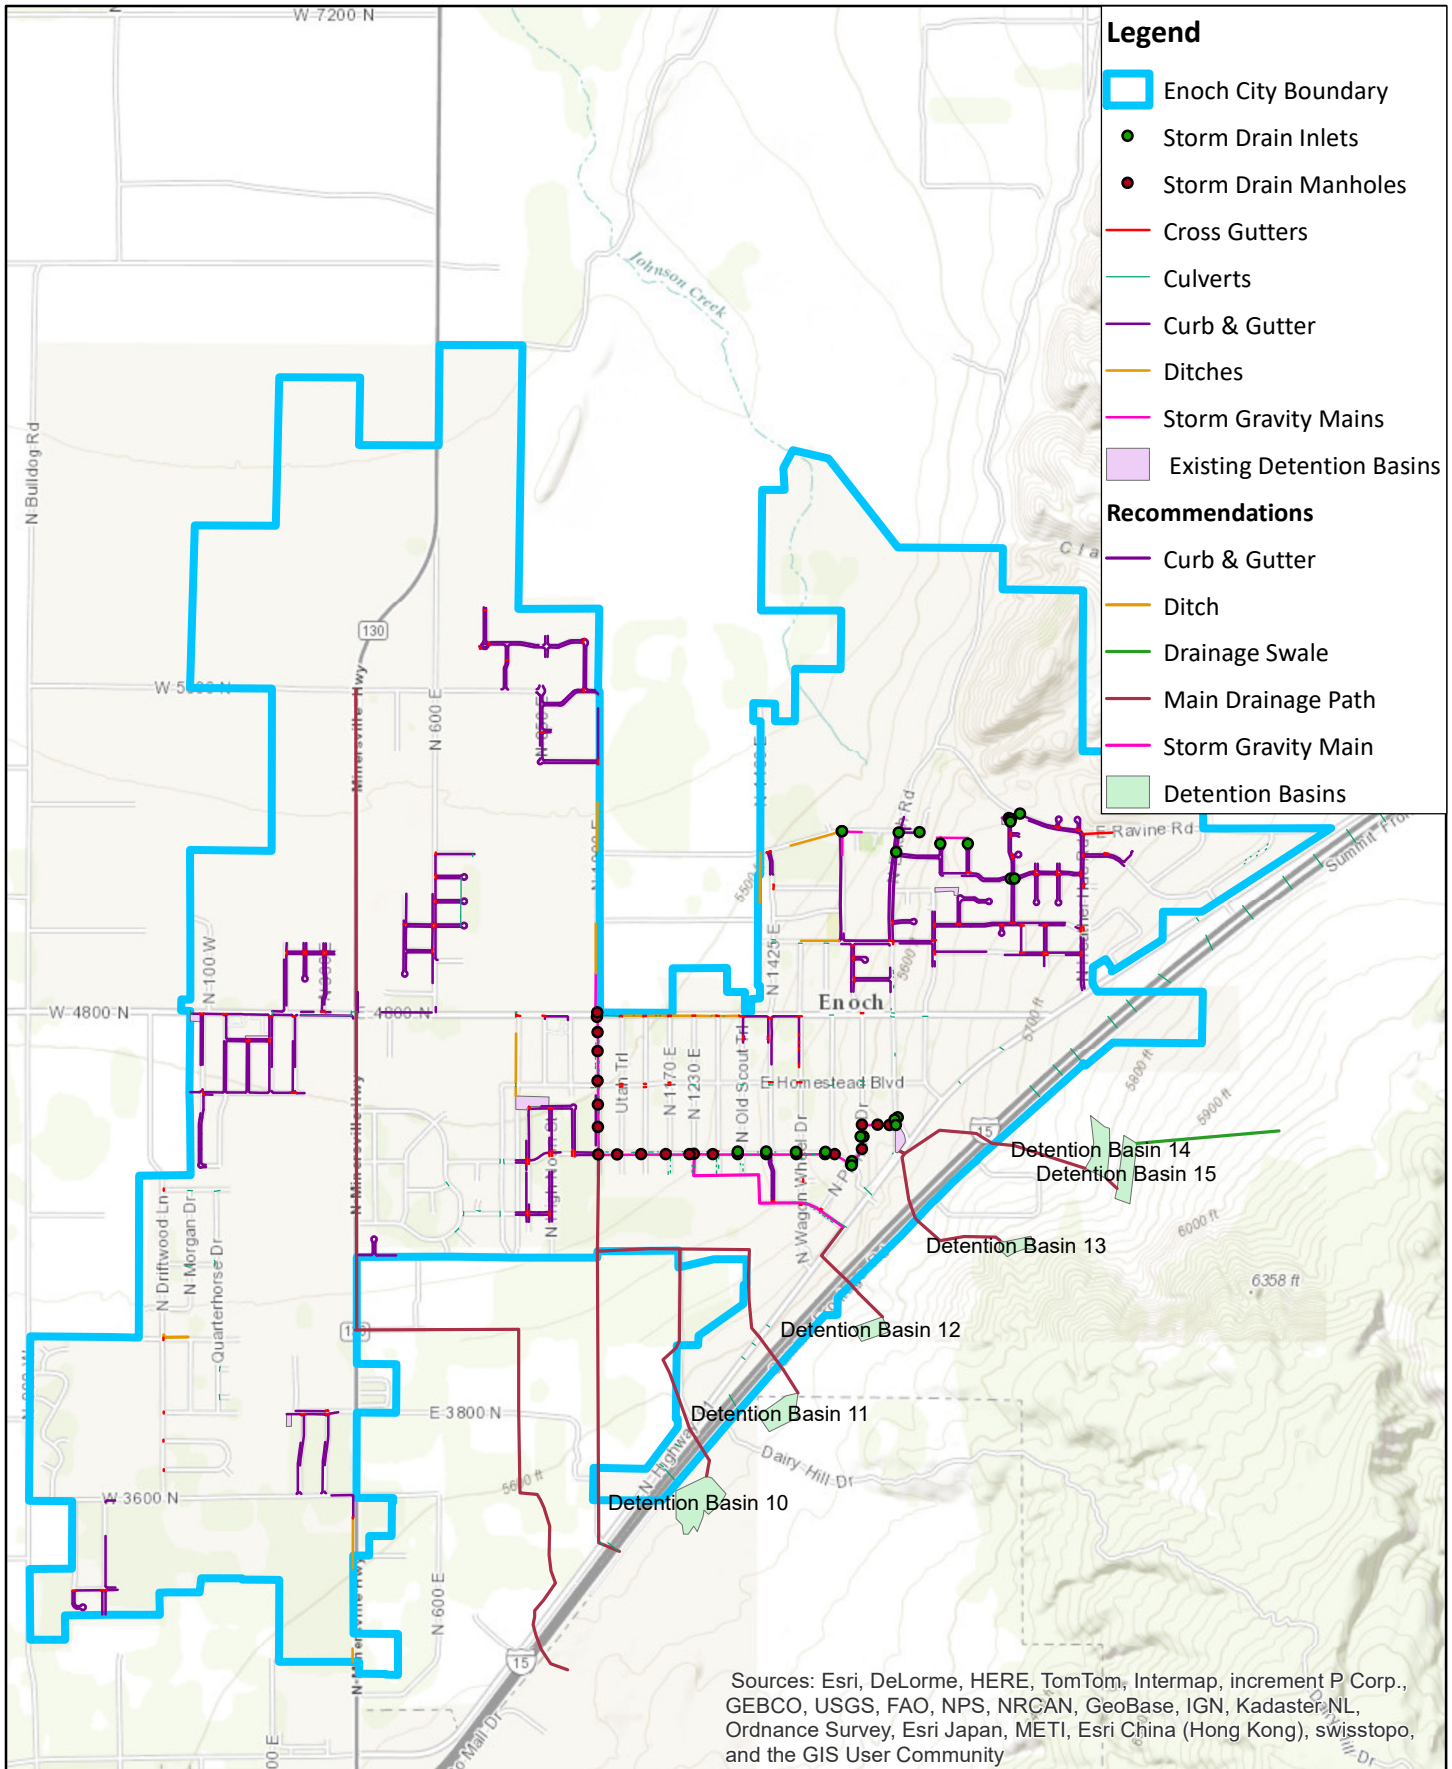 W 7200 N
Legend
Enoch City Boundary
Storm Drain Inlets
Storm Drain Manholes
Cross Gutters
Culverts
Curb & Gutter
Ditches
Storm Gravity Mains
Existing Detention Basins
Recommendations
Curb & Gutter
Ditch
Drainage Swale
Main Drainage Path
Storm Gravity Main
Detention Basins
Johnson Creek
N Bulldog Rd
130
N 600 E
Minersville Hwy
E Ravine Rd
N 100 W
N 1425 E
W 4800 N
Enoch
5700 ft
Utah Trl
N 1170 E
N 1230 E
N Old Scout Trl
E Homestead Blvd
5800 ft
5900 ft
15
N Minersville Hwy
Detention Basin 14
Detention Basin 15
N Wagon Wheel Dr
N Driftwood Ln
N Morgan Dr
Quarterhorse Dr
6000 ft
Detention Basin 13
6358 ft
Detention Basin 12
E 3800 N
Detention Basin 11
N Highway
Dairy Hill Dr
W 3600 N
5600 ft
Detention Basin 10
N 600 E
15
Sources: Esri, DeLorme, HERE, TomTom, Intermap, increment P Corp.,
GEBCO, USGS, FAO, NPS, NRCAN, GeoBase, IGN, Kadaster NL,
Ordnance Survey, Esri Japan, METI, Esri China (Hong Kong), swisstopo,
and the GIS User Community